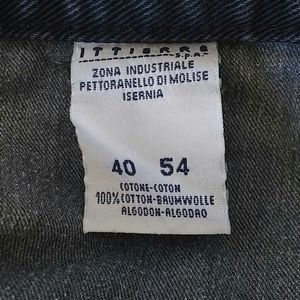 ITTIERRE
S.P.A.
ZONA INDUSTRIALE
PETTORANELLO DI MOLISE
ISERNIA
40 54
COTONE-COTON
100% COTTON-BAUMWOLLE
ALGODON-ALGODAO